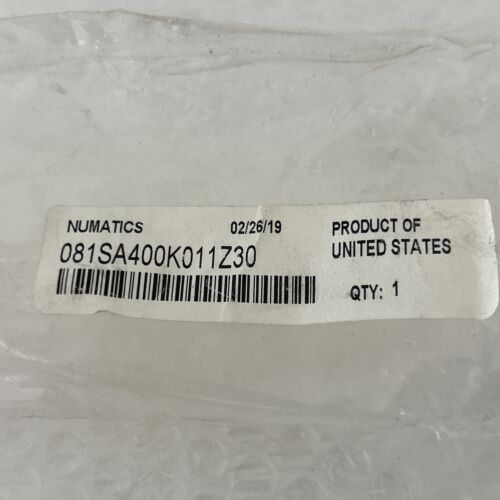 NUMATICS 02/26/19
081SA400K011Z30
PRODUCT OF
UNITED STATES
QTY: 1